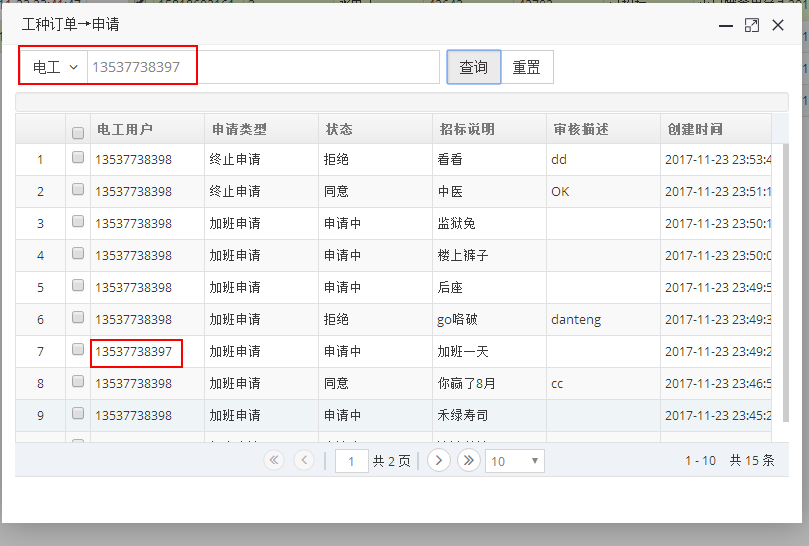 工种订单→申请
电工 13537738397 查询 重置
电工用户 申请类型 状态 招标说明 审核描述 创建时间
1 13537738398 终止申请 拒绝 看看 dd 2017-11-23 23:53:4
2 13537738398 终止申请 同意 中医 OK 2017-11-23 23:51:1
3 13537738398 加班申请 申请中 监狱兔 2017-11-23 23:50:1
4 13537738398 加班申请 申请中 楼上裤子 2017-11-23 23:50:0
5 13537738398 加班申请 申请中 后座 2017-11-23 23:49:5
6 13537738398 加班申请 拒绝 go咯破 danteng 2017-11-23 23:49:3
7 13537738397 加班申请 申请中 加班一天 2017-11-23 23:49:2
8 13537738398 加班申请 同意 你赢了8月 cc 2017-11-23 23:46:5
9 13537738398 加班申请 申请中 禾绿寿司 2017-11-23 23:45:2
1 共 2 页 10 1 - 10 共 15 条